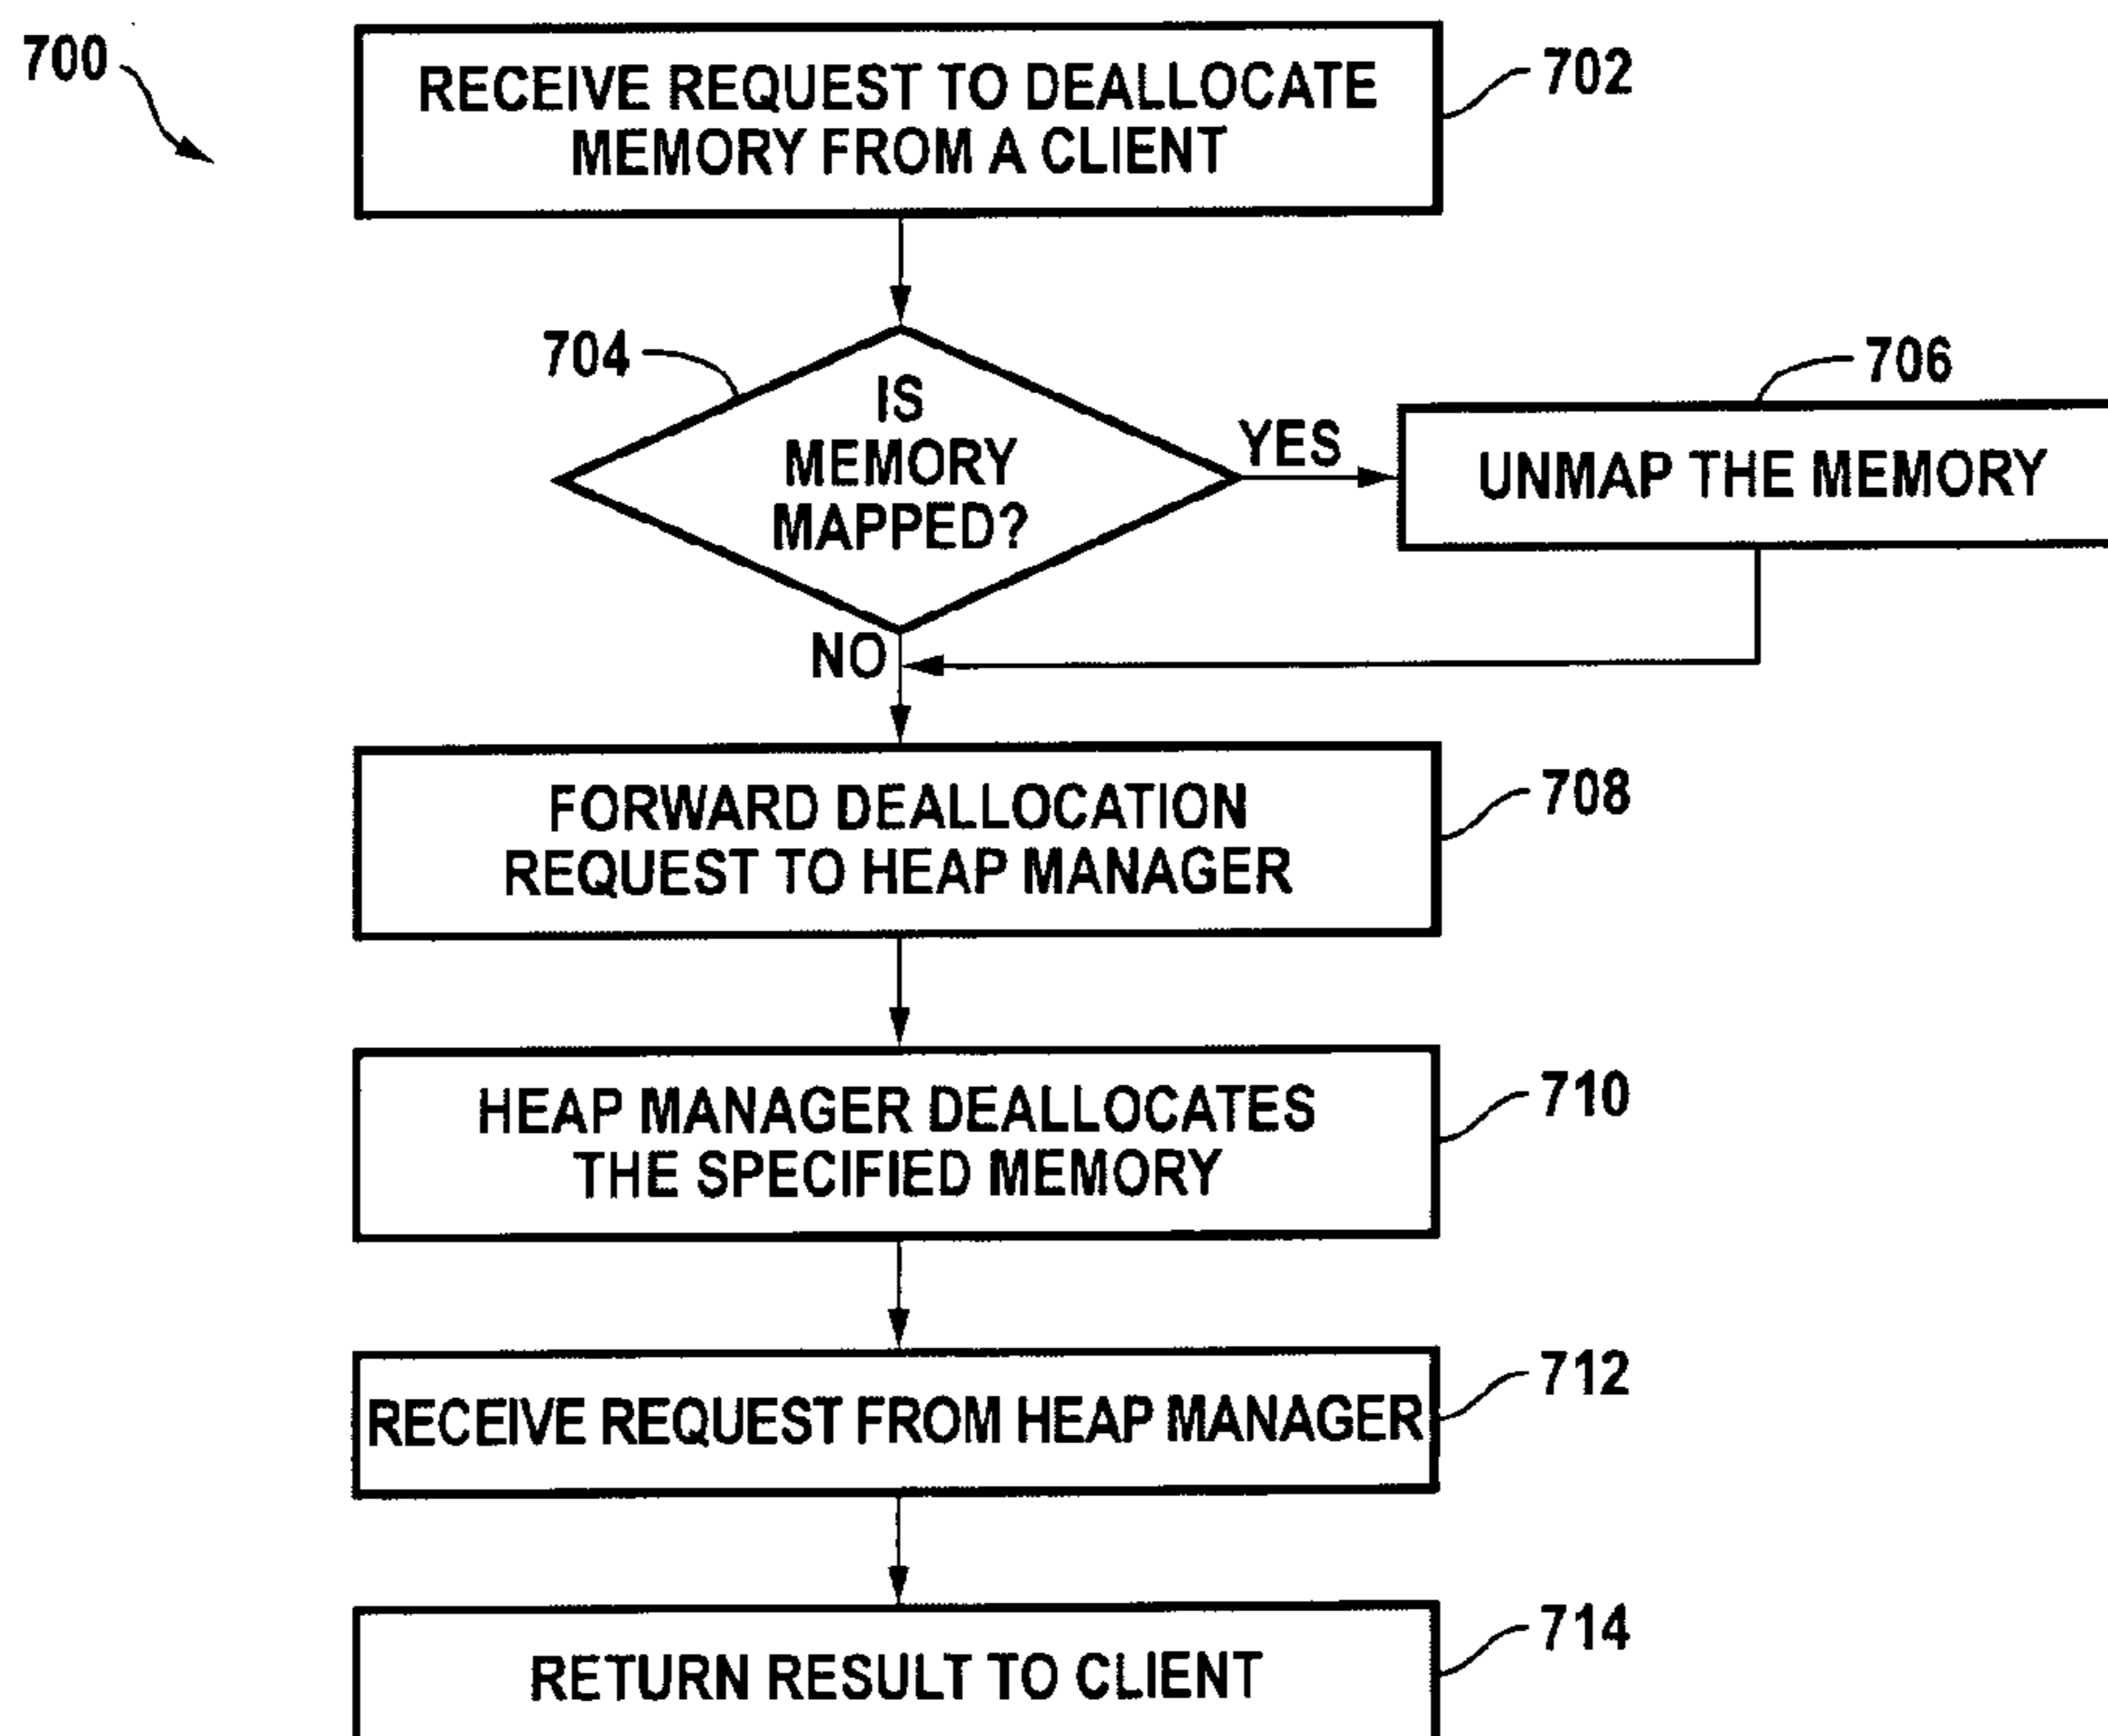 700
RECEIVE REQUEST TO DEALLOCATE
MEMORY FROM A CLIENT
702
704
IS
MEMORY
MAPPED?
YES
706
UNMAP THE MEMORY
NO
FORWARD DEALLOCATION
REQUEST TO HEAP MANAGER
708
HEAP MANAGER DEALLOCATES
THE SPECIFIED MEMORY
710
RECEIVE REQUEST FROM HEAP MANAGER
712
RETURN RESULT TO CLIENT
714